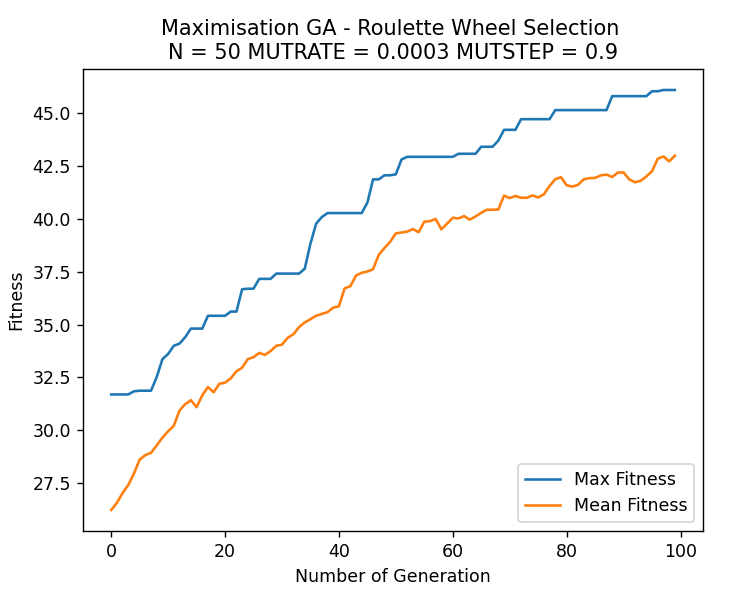 Maximisation GA - Roulette Wheel Selection
N = 50 MUTRATE = 0.0003 MUTSTEP = 0.9
Fitness
45.0
42.5
40.0
37.5
35.0
32.5
30.0
27.5
Max Fitness
Mean Fitness
0 20 40 60 80 100
Number of Generation